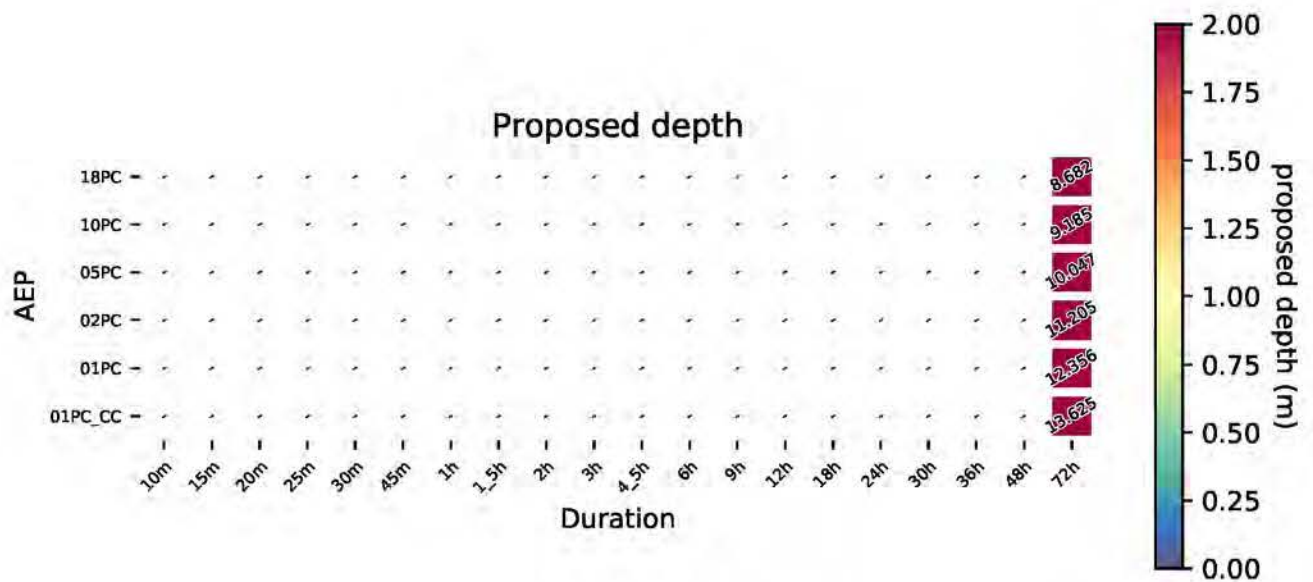 Proposed depth
18PC 8.682
10PC 9.185
05PC 10.047
02PC 11.205
01PC 12.356
01PC_CC 13.625
AEP
10m 15m 20m 25m 30m 45m 1h 1_5h 2h 3h 4_5h 6h 9h 12h 18h 24h 30h 36h 48h 72h
Duration
2.00
1.75
1.50
1.25
1.00
0.75
0.50
0.25
0.00
proposed depth (m)